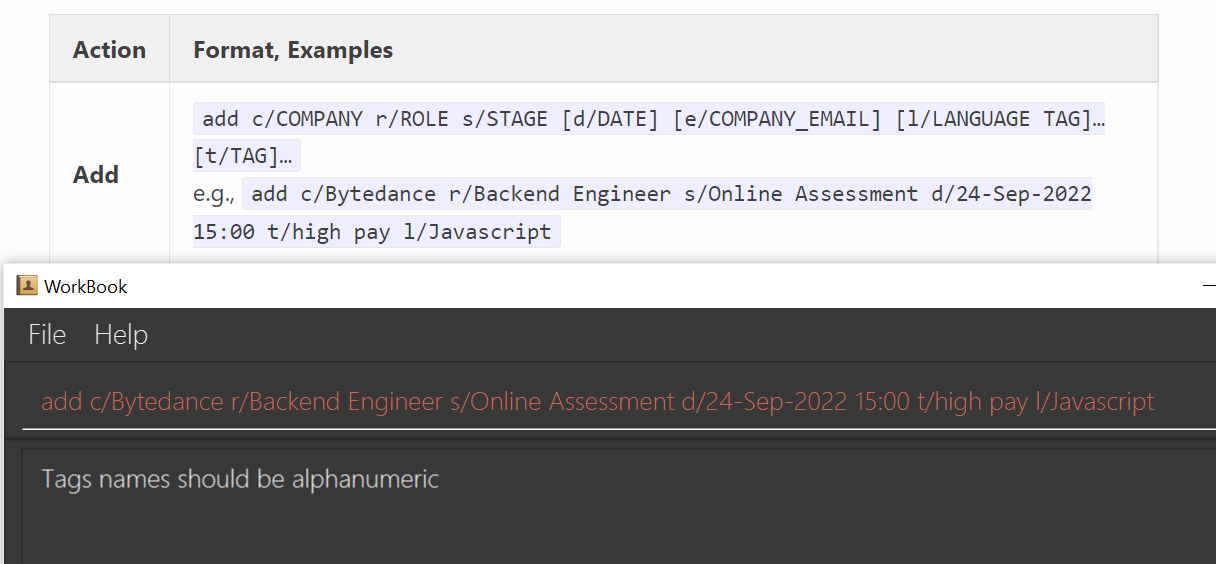 Action Format, Examples
add c/COMPANY r/ROLE s/STAGE [d/DATE] [e/COMPANY_EMAIL] [l/LANGUAGE TAG]…
[t/TAG]…
Add
e.g., add c/Bytedance r/Backend Engineer s/Online Assessment d/24-Sep-2022
15:00 t/high pay l/Javascript
WorkBook
File Help
add c/Bytedance r/Backend Engineer s/Online Assessment d/24-Sep-2022 15:00 t/high pay l/Javascript
Tags names should be alphanumeric